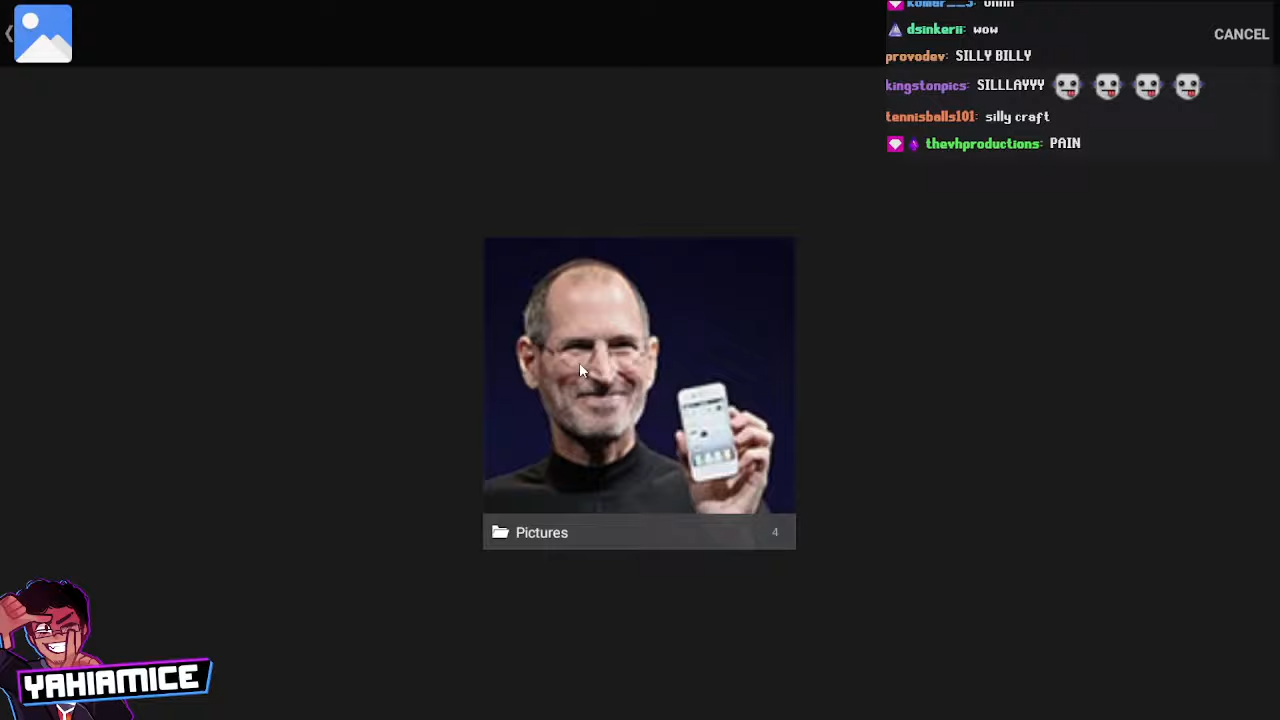 dsinkerii: wow
CANCEL
provodev: SILLY BILLY
kingstonpics: SILLLAYYY
tennisballs101: silly craft
thevhproductions: PAIN
Pictures 4
YAHIAMICE